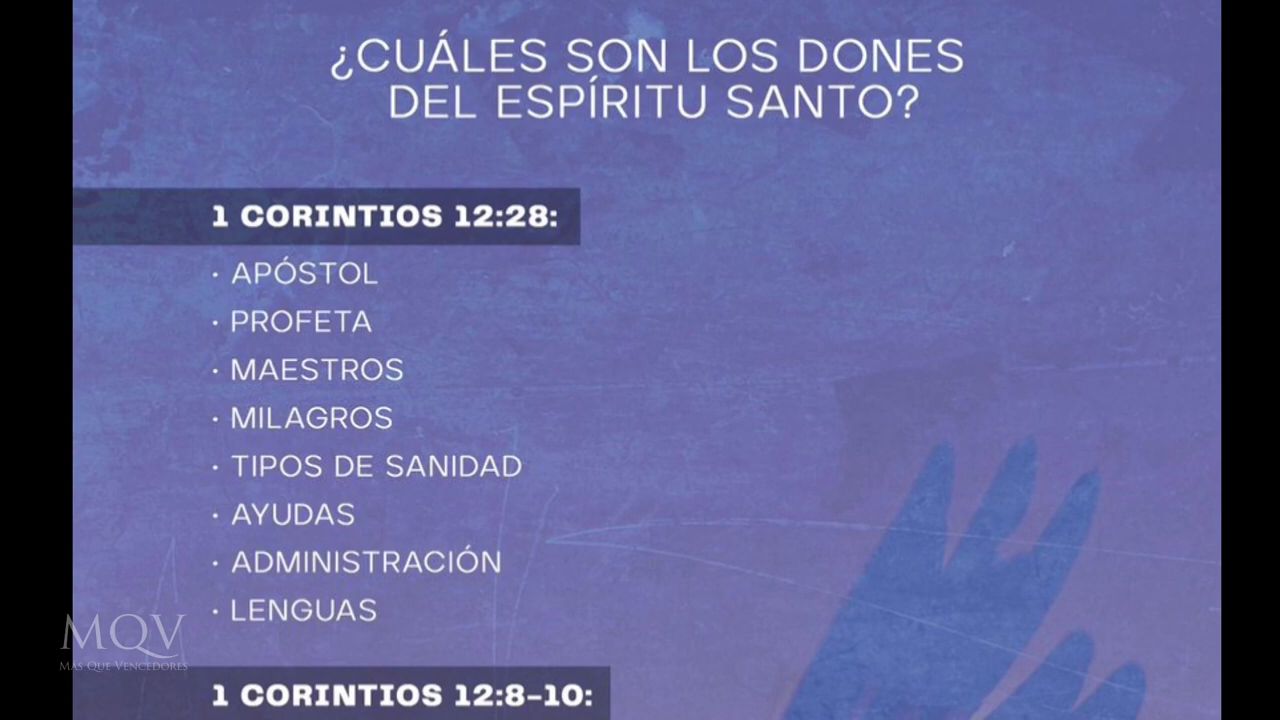 ¿CUÁLES SON LOS DONES
DEL ESPÍRITU SANTO?
1 CORINTIOS 12:28:
· APÓSTOL
· PROFETA
· MAESTROS
· MILAGROS
· TIPOS DE SANIDAD
· AYUDAS
· ADMINISTRACIÓN
· LENGUAS
MQV
MAS QUE VENCEDORES
1 CORINTIOS 12:8-10: